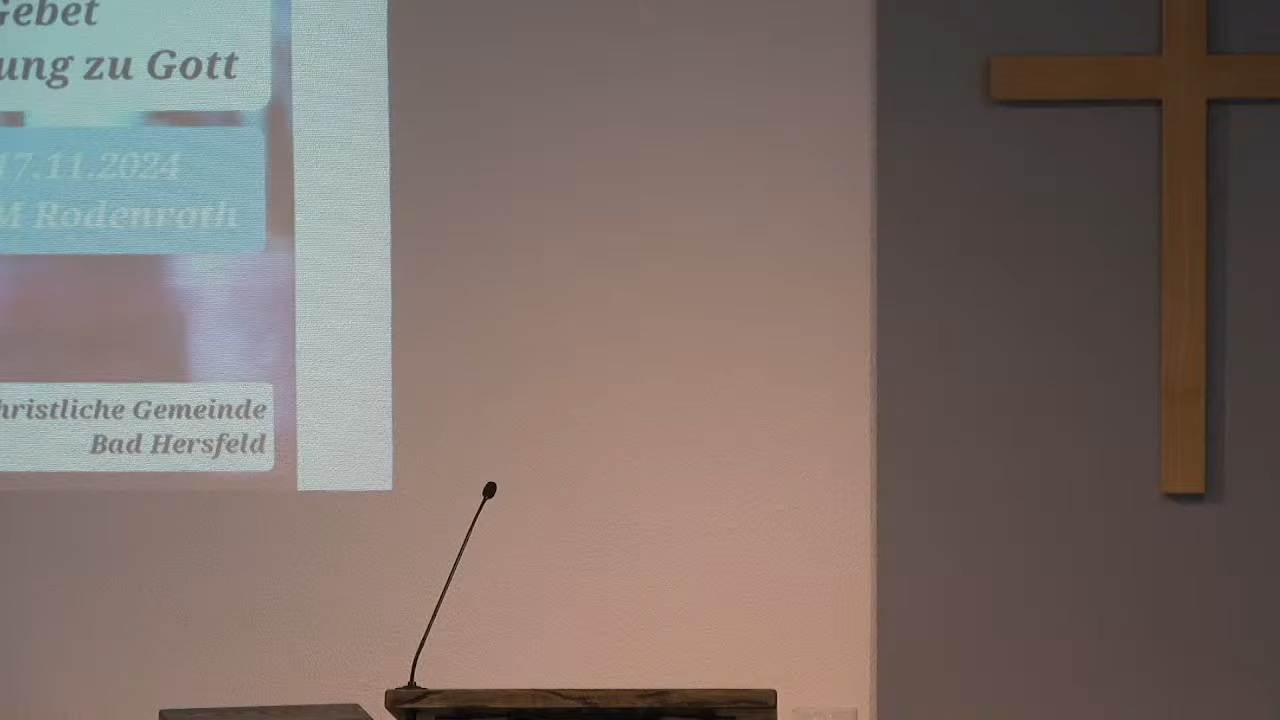 Gebet
ung zu Gott
17.11.2024
M Rodenroth
hristliche Gemeinde
Bad Hersfeld